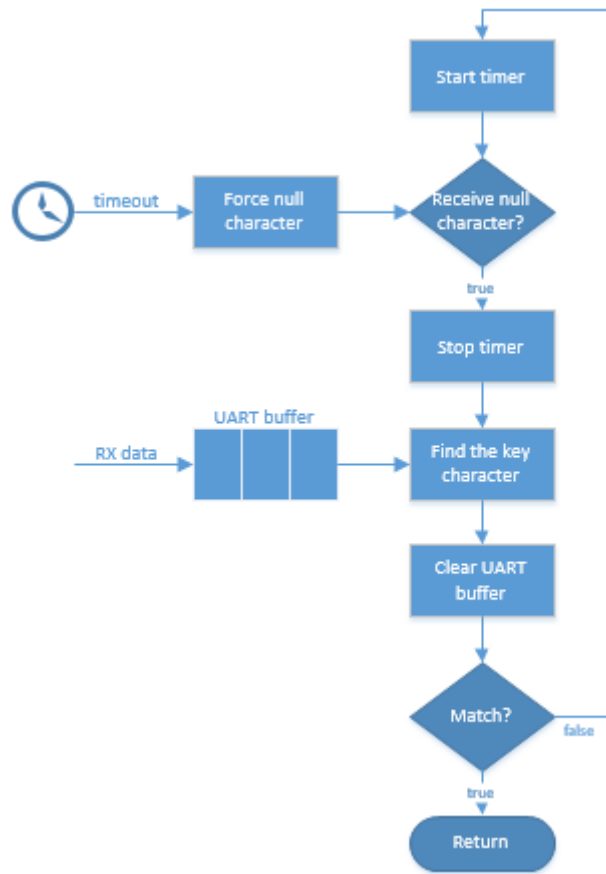 Start timer
timeout
Force null
character
Receive null
character?
true
Stop timer
UART buffer
RX data
Find the key
character
Clear UART
buffer
Match?
false
true
Return